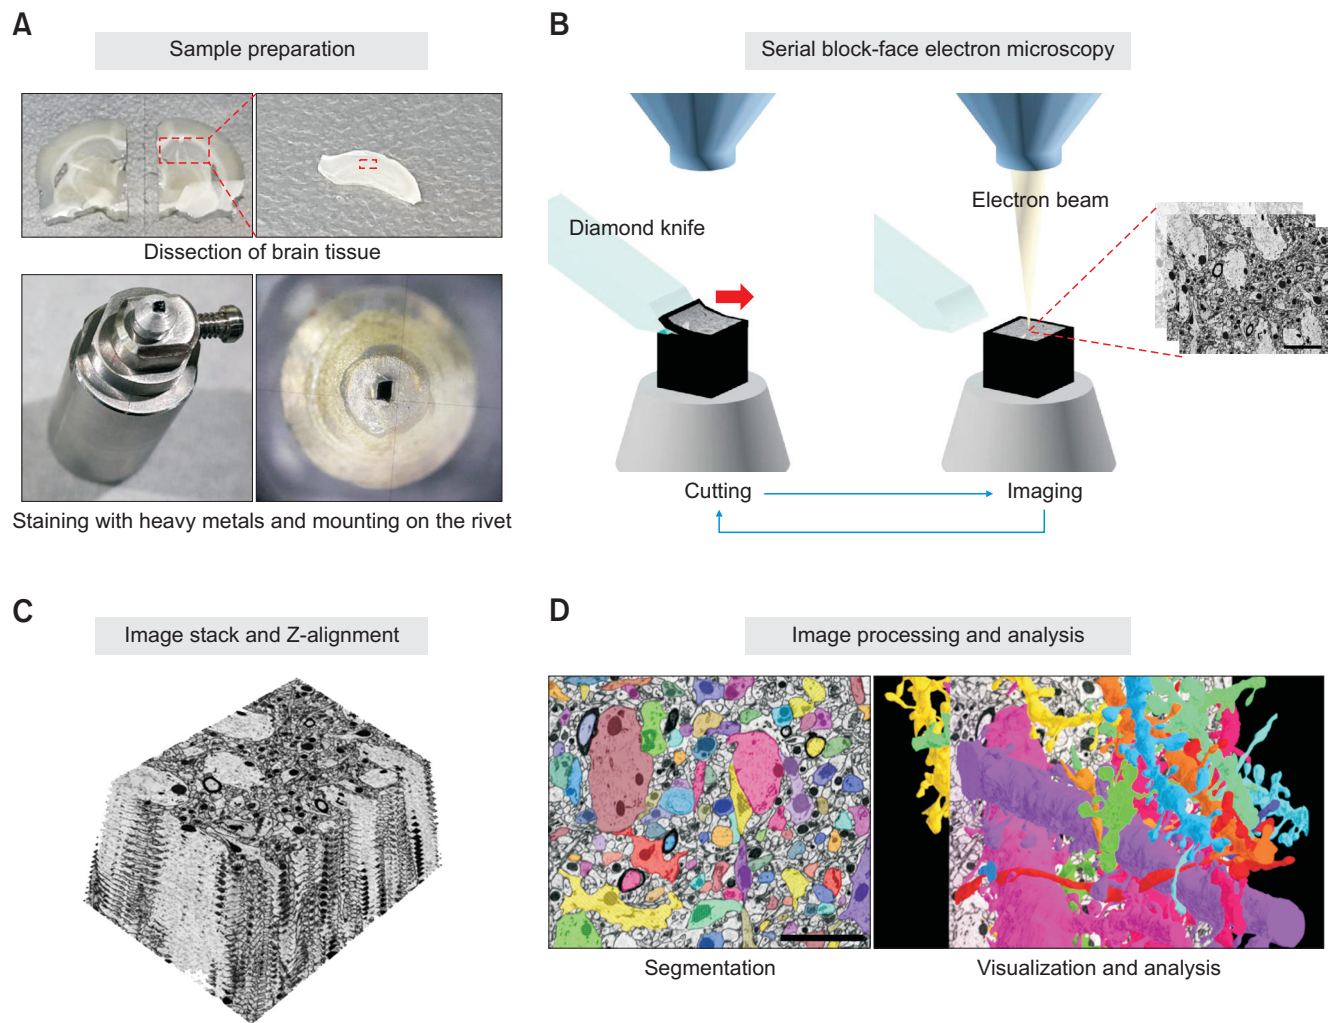 A
Sample preparation
Dissection of brain tissue
Staining with heavy metals and mounting on the rivet
B
Serial block-face electron microscopy
Diamond knife
Electron beam
Cutting
Imaging
C
Image stack and Z-alignment
D
Image processing and analysis
Segmentation
Visualization and analysis